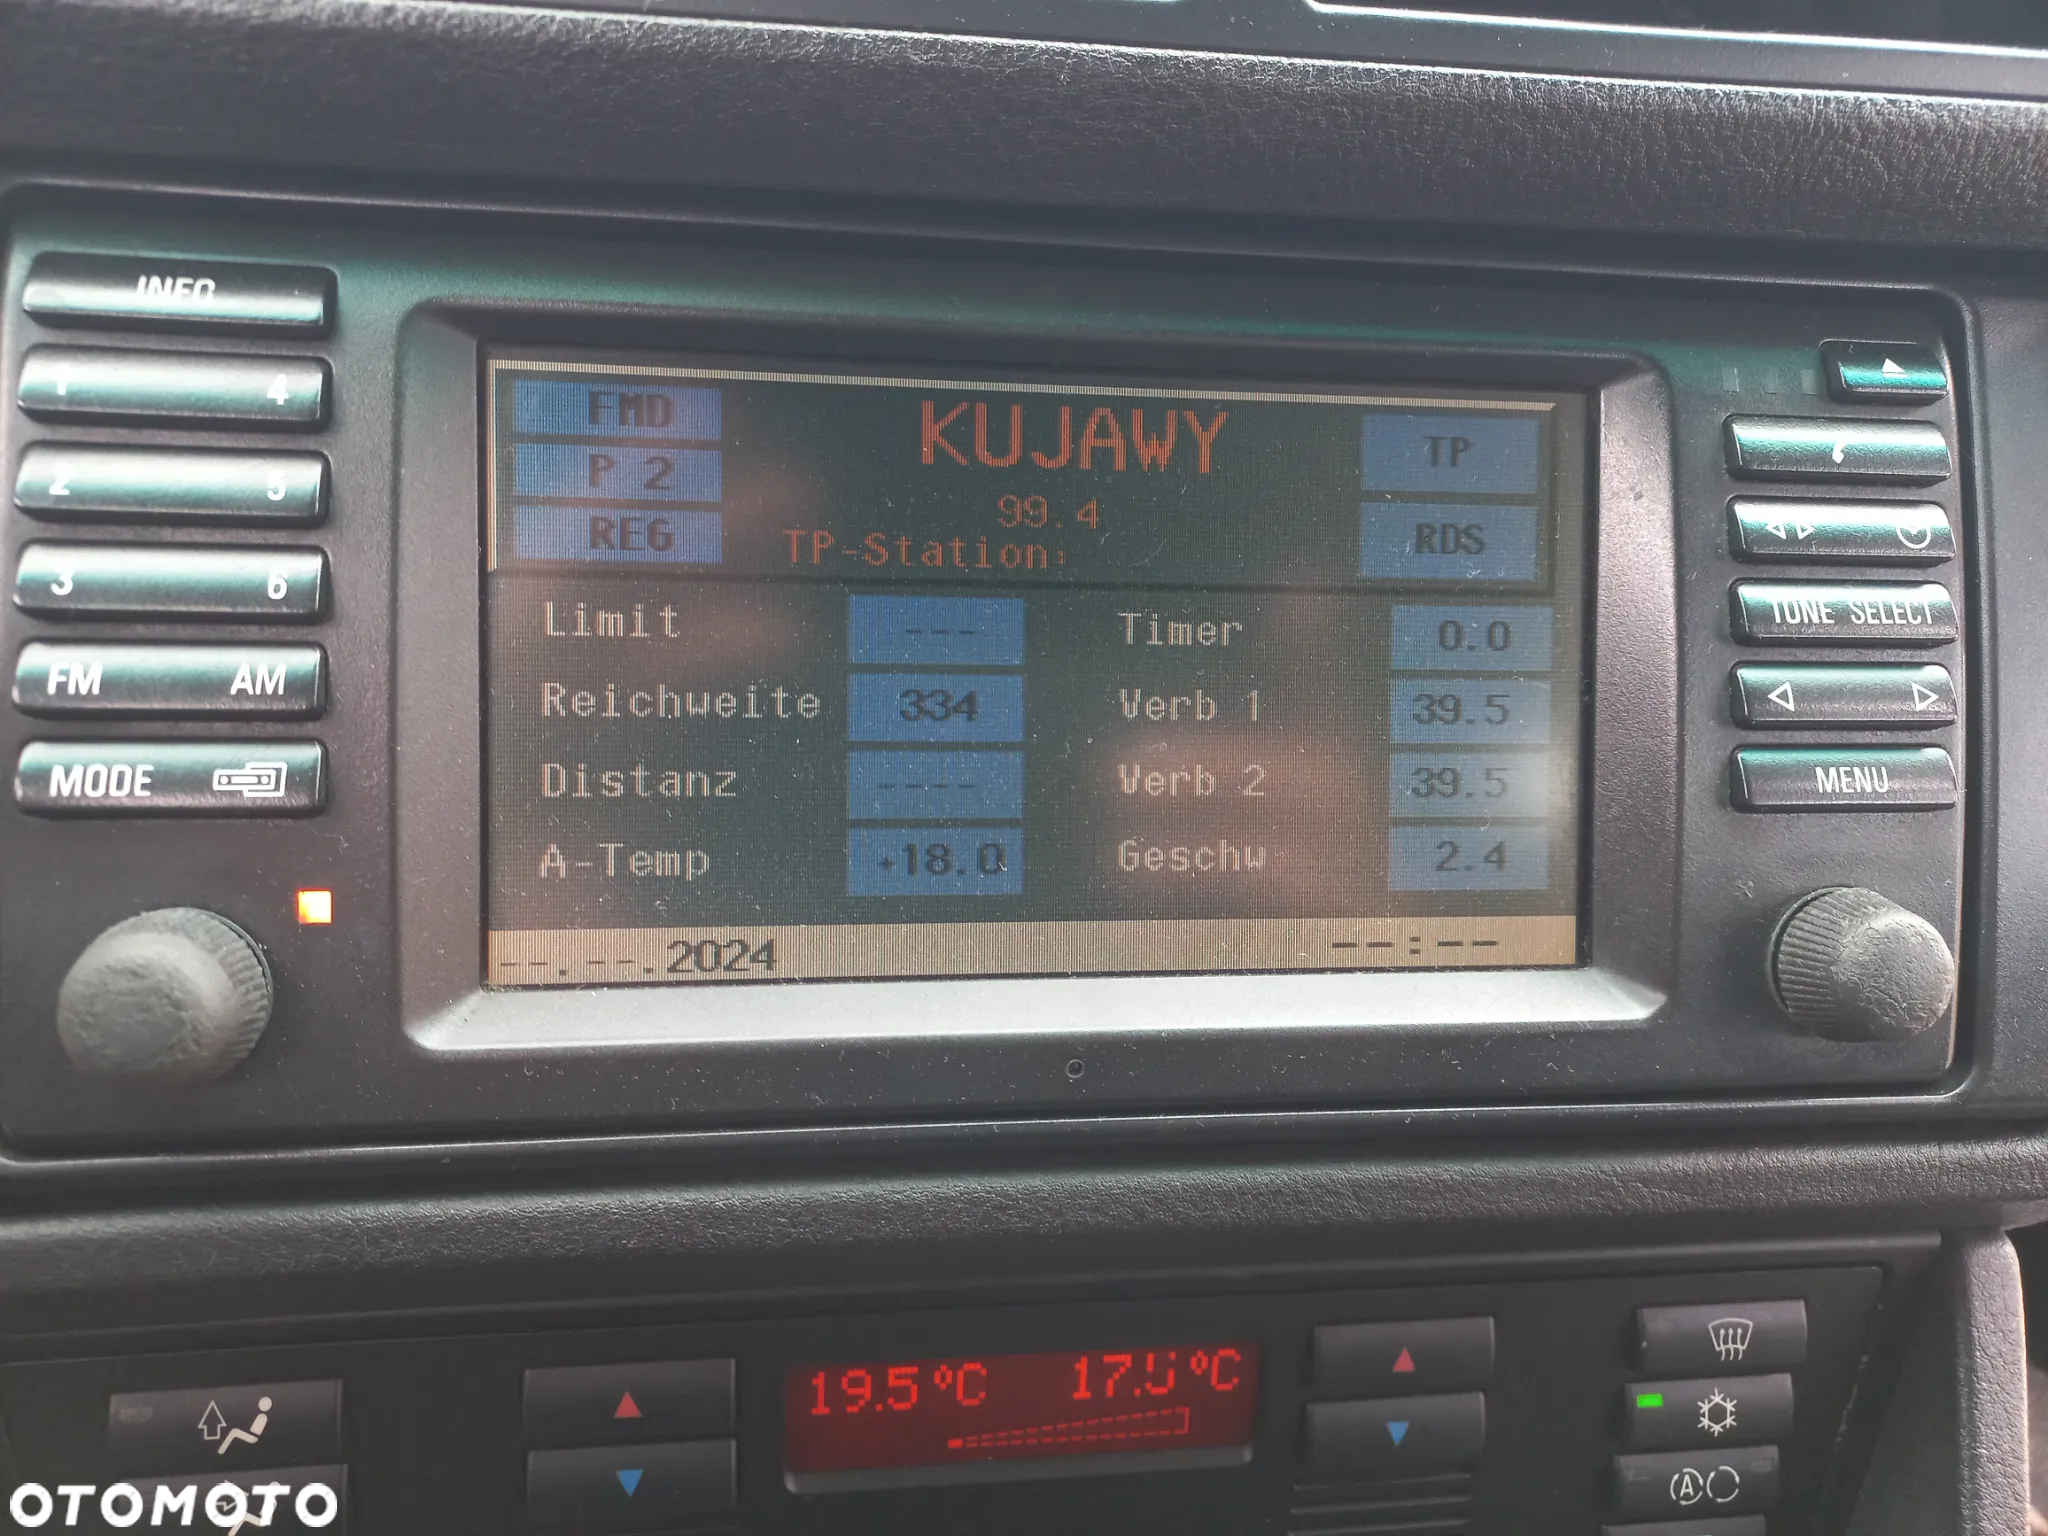 INFO
1 4
2 5
3 6
FM AM
MODE
FMD
P 2
REG
KUJAWY
99.4
TP-Station:
TP
RDS
Limit ---
Reichweite 334
Distanz ----
A-Temp +18.0
Timer 0.0
Verb 1 39.5
Verb 2 39.5
Geschw 2.4
--.--.2024 --:--
TONE SELECT
MENU
19.5°C 17.0°C
A
OTOMOTO